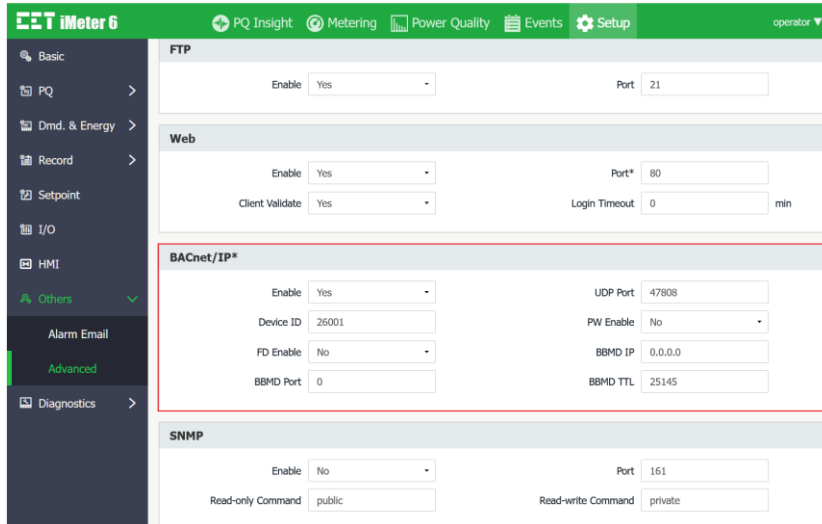 CET iMeter 6
PQ Insight Metering Power Quality Events Setup operator
Basic
PQ
Dmd. & Energy
Record
Setpoint
I/O
HMI
Others
Alarm Email
Advanced
Diagnostics
FTP
Enable Yes Port 21
Web
Enable Yes Port* 80
Client Validate Yes Login Timeout 0 min
BACnet/IP*
Enable Yes UDP Port 47808
Device ID 26001 PW Enable No
FD Enable No BBMD IP 0.0.0.0
BBMD Port 0 BBMD TTL 25145
SNMP
Enable No Port 161
Read-only Command public Read-write Command private